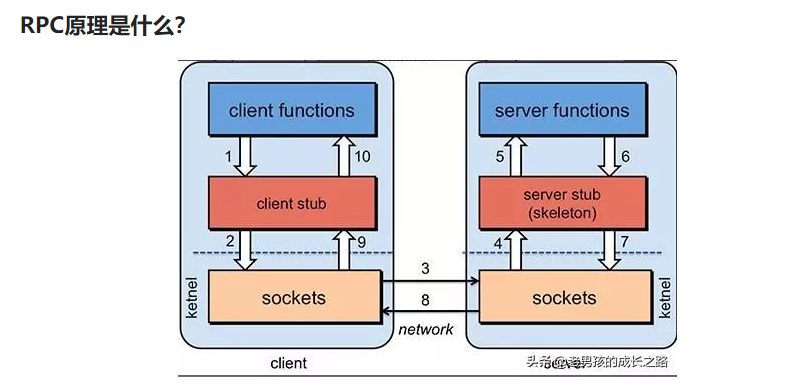 RPC原理是什么？
client functions
server functions
1
10
5
6
client stub
server stub
(skeleton)
2
9
4
7
ketnel
sockets
3
8
network
sockets
ketnel
client
头条@老男孩的成长之路